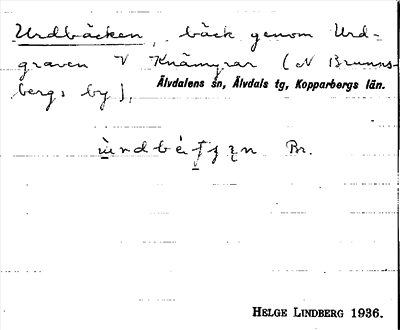 Urdbäcken, bäck genom Urd-
graven V Knämyrar (N Brunns-
bergs by),
Älvdalens sn, Älvdals tg, Kopparbergs län.
Br.
HELGE LINDBERG 1936.